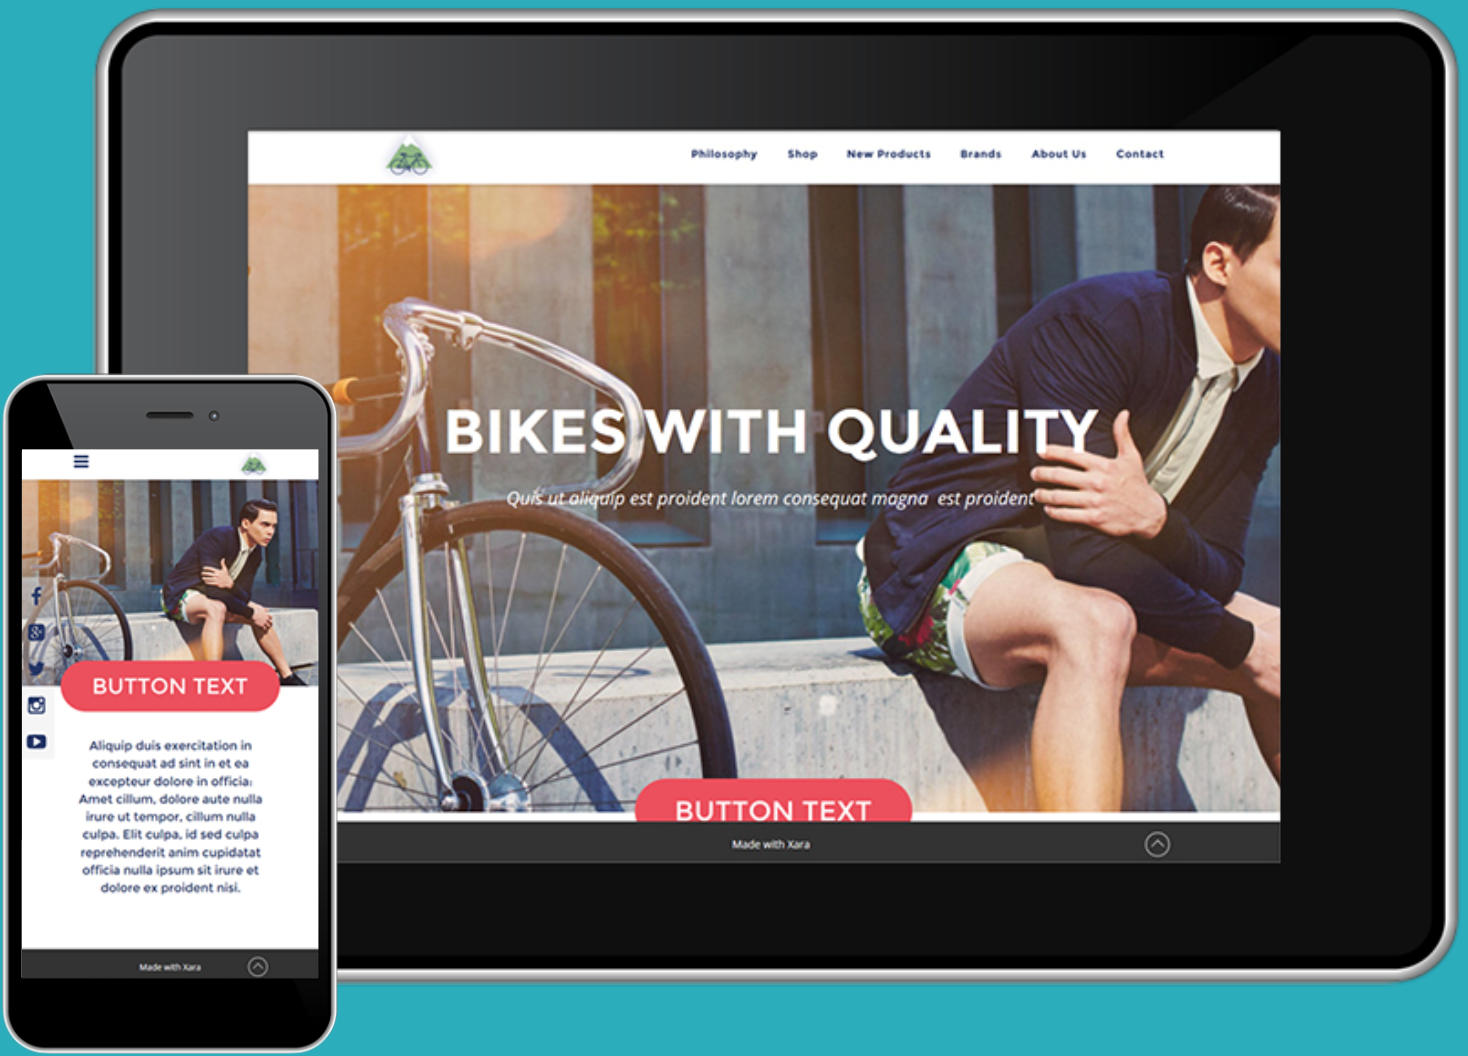 Philosophy Shop New Products Brands About Us Contact
BIKES WITH QUALITY
Quis ut aliquip est proident lorem consequat magna est proident
BUTTON TEXT
Made with Xara
BUTTON TEXT
Aliquip duis exercitation in
consequat ad sint in et ea
excepteur dolore in officia:
Amet cillum, dolore aute nulla
irure ut tempor, cillum nulla
culpa. Elit culpa, id sed culpa
reprehenderit anim cupidatat
officia nulla ipsum sit irure et
dolore ex proident nisi.
Made with Xara